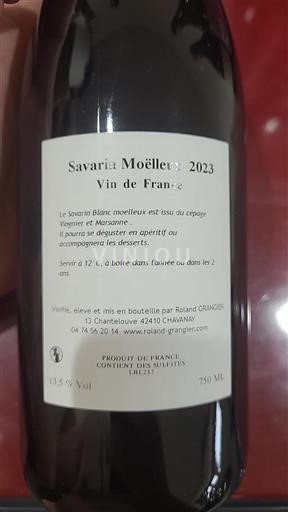 Savarin Moëlleux 2023
Vin de France
Le Savarin Blanc moelleux est issu du cépage
Viognier et Marsanne .
Il pourra se déguster en apéritif ou
accompagnera les desserts.
VINIOU
Servir à 12°C, à boire dans l'année ou dans les 2
ans.
Vinifié, élevé et mis en bouteille par Roland GRANGIER
13 Chantelouve 42410 CHAVANAY
04 74 56 20 14 www.roland-grangier.com
PRODUIT DE FRANCE
CONTIENT DES SULFITES
LBL237
13,5 % Vol
750 ML